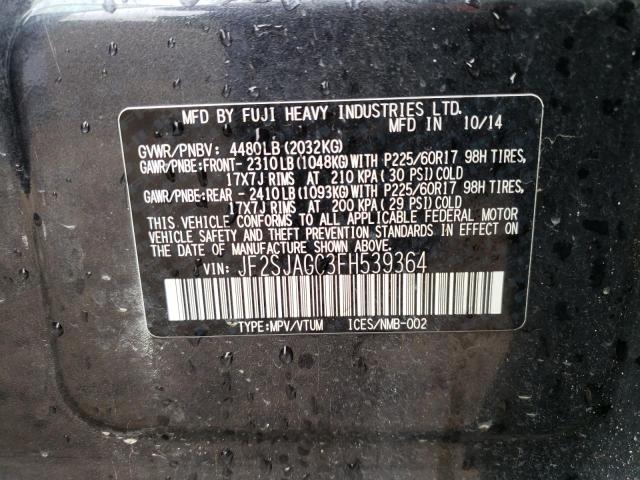 MFD BY FUJI HEAVY INDUSTRIES LTD.
MFD IN 10/14
GVWR/PNBV: 4480LB(2032KG)
GAWR/PNBE:FRONT-2310LB(1048KG)WITH P225/60R17 98H TIRES,
17X7J RIMS AT 210 KPA(30 PSI)COLD
GAWR/PNBE:REAR -2410LB(1093KG)WITH P225/60R17 98H TIRES,
17X7J RIMS AT 200 KPA(29 PSI)COLD
THIS VEHICLE CONFORMS TO ALL APPLICABLE FEDERAL MOTOR
VEHICLE SAFETY AND THEFT PREVENTION STANDARDS IN EFFECT ON
THE DATE OF MANUFACTURE SHOWN ABOVE.
VIN: JF2SJAGC3FH539364
TYPE:MPV/VTUM ICES/NMB-002